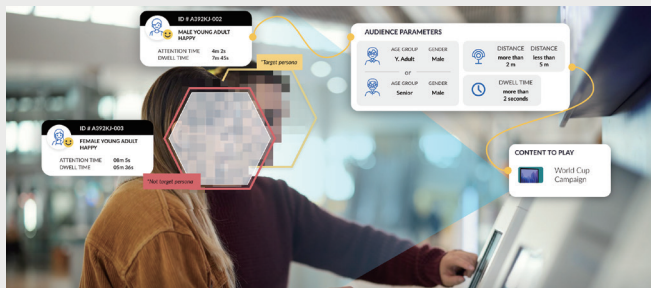 ID # A392KJ-002
MALE YOUNG ADULT
HAPPY
ATTENTION TIME 4m 2s
DWELL TIME 7m 45s
*Target persona
ID # A392KJ-003
FEMALE YOUNG ADULT
HAPPY
ATTENTION TIME 06m 5s
DWELL TIME 05m 36s
*Not target persona
AUDIENCE PARAMETERS
AGE GROUP GENDER
Y. Adult Male
or
AGE GROUP GENDER
Senior Male
DISTANCE DISTANCE
more than less than
2 m 5 m
DWELL TIME
more than
2 seconds
CONTENT TO PLAY
World Cup
Campaign